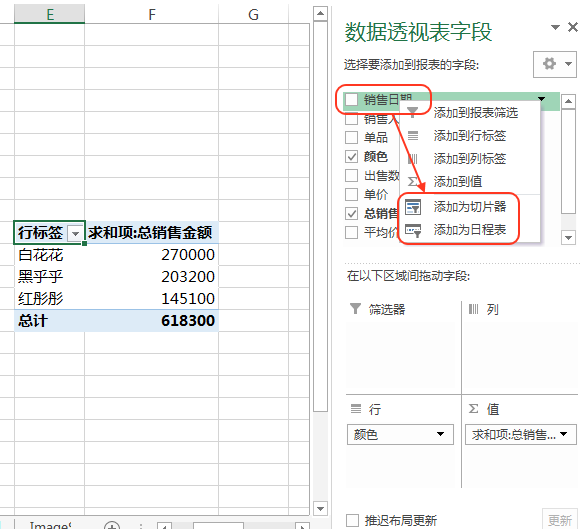 E F G
行标签 求和项:总销售金额
白花花 270000
黑乎乎 203200
红彤彤 145100
总计 618300
数据透视表字段
选择要添加到报表的字段:
销售日期
销售人
单品
颜色
出售数
单价
总销售
平均价
添加到报表筛选
添加到行标签
添加到列标签
添加到值
添加为切片器
添加为日程表
在以下区域间拖动字段:
筛选器
列
行
颜色
Σ 值
求和项:总销售...
推迟布局更新
更新